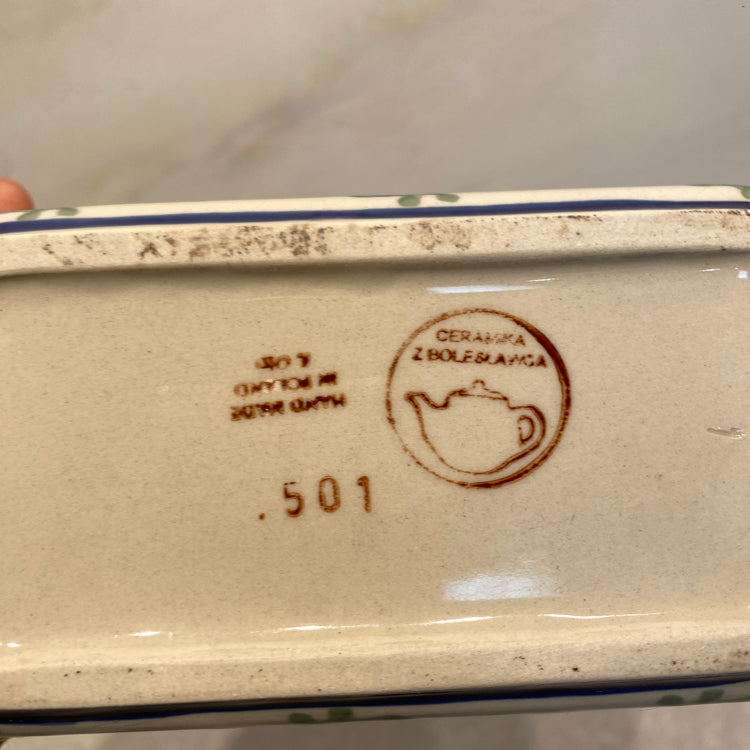 CERAMIKA
Z BOLESŁAWCA
HAND MADE
IN POLAND
.501